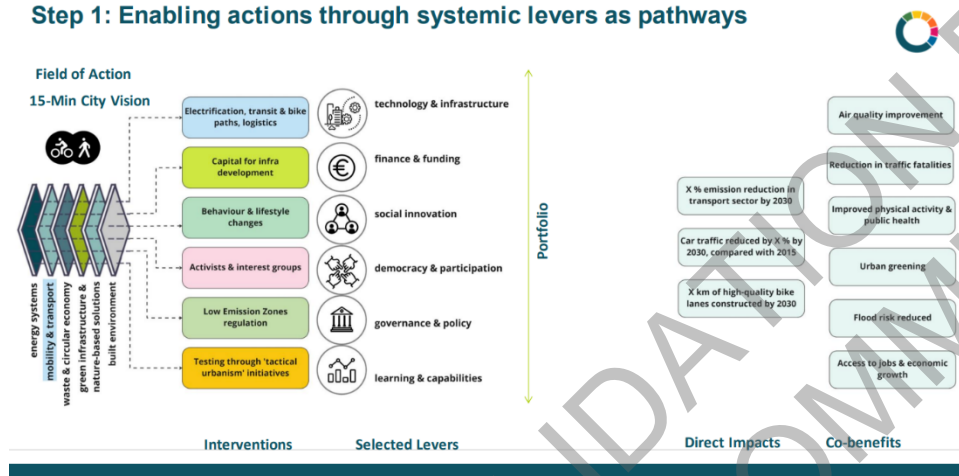 Step 1: Enabling actions through systemic levers as pathways
Field of Action
15-Min City Vision
energy systems
mobility & transport
waste & circular economy
green infrastructure &
nature-based solutions
built environment
Electrification, transit & bike
paths, logistics
Capital for infra
development
Behaviour & lifestyle
changes
Activists & interest groups
Low Emission Zones
regulation
Testing through 'tactical
urbanism' initiatives
Interventions
technology & infrastructure
finance & funding
social innovation
democracy & participation
governance & policy
learning & capabilities
Selected Levers
Portfolio
X % emission reduction in
transport sector by 2030
Car traffic reduced by X % by
2030, compared with 2015
X km of high-quality bike
lanes constructed by 2030
Direct Impacts
Air quality improvement
Reduction in traffic fatalities
Improved physical activity &
public health
Urban greening
Flood risk reduced
Access to jobs & economic
growth
Co-benefits